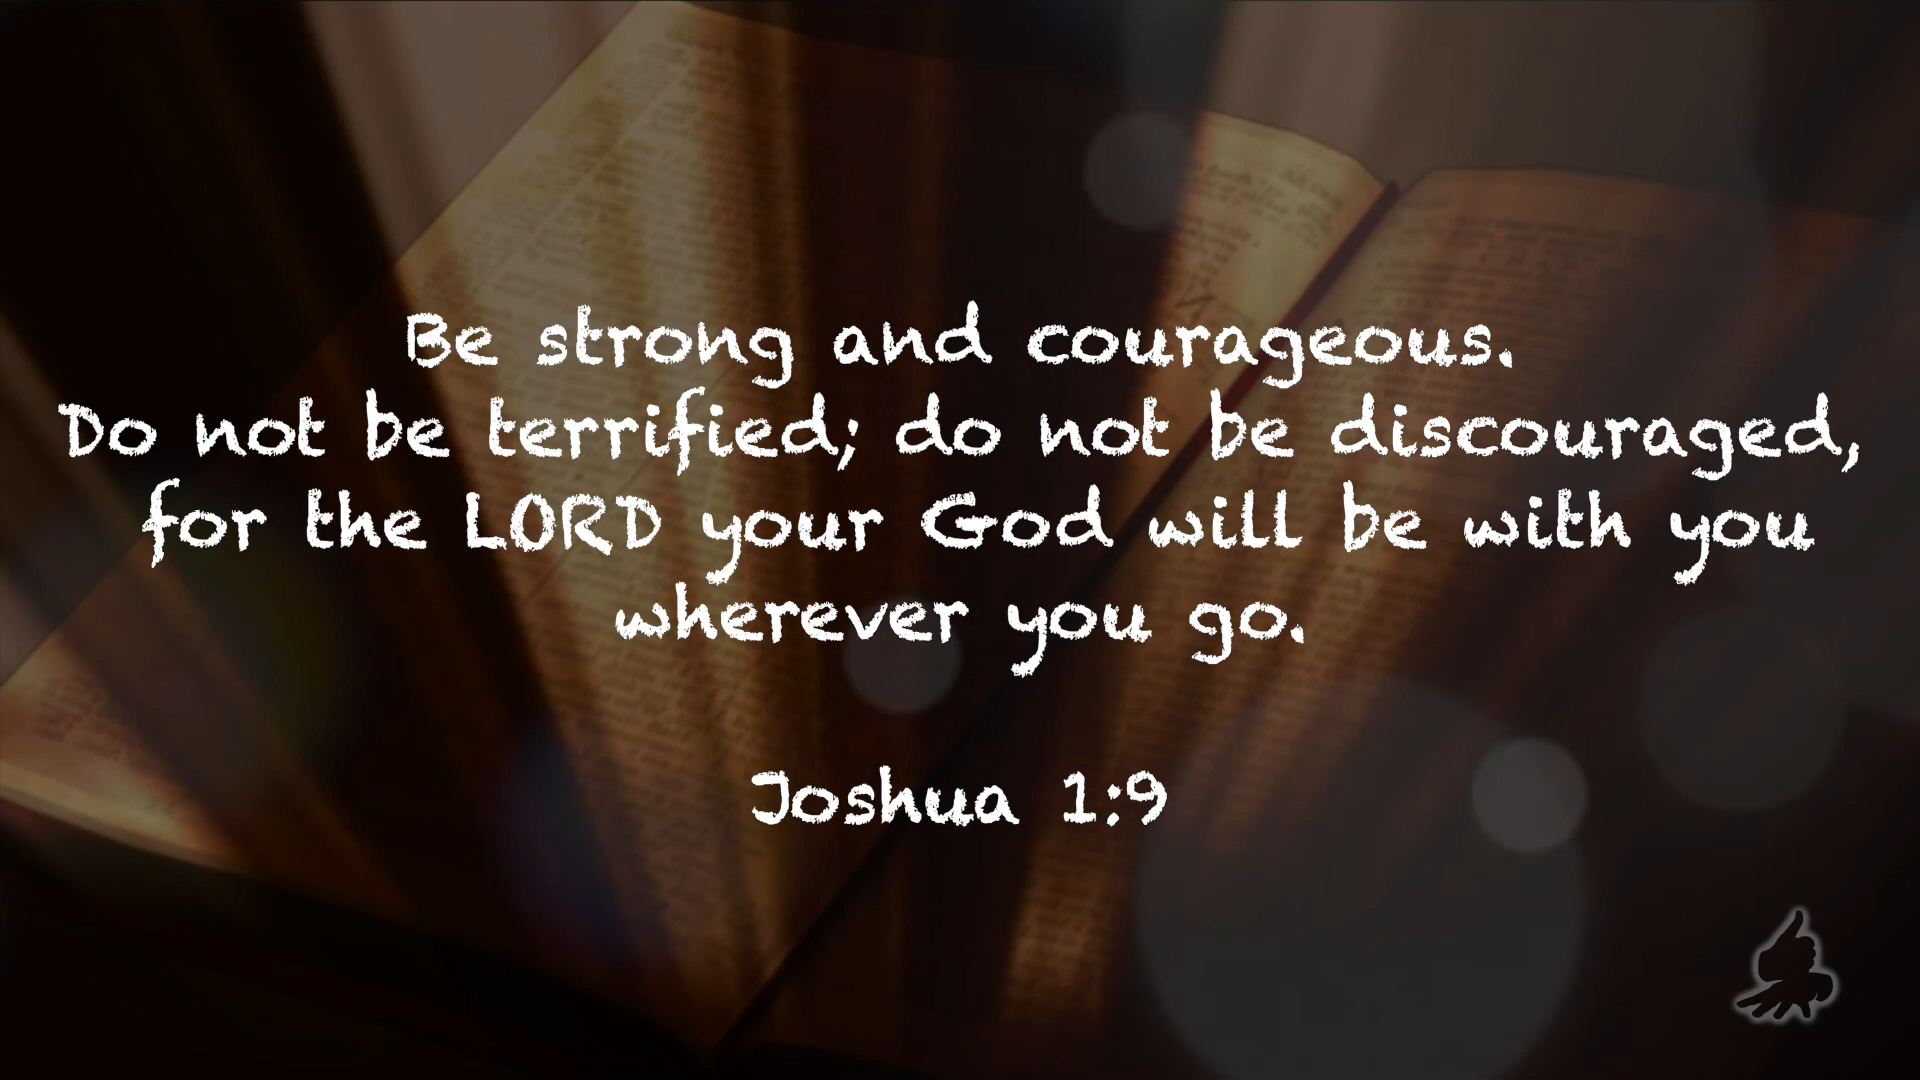 Be strong and courageous.
Do not be terrified; do not be discouraged,
for the LORD your God will be with you
wherever you go.
Joshua 1:9